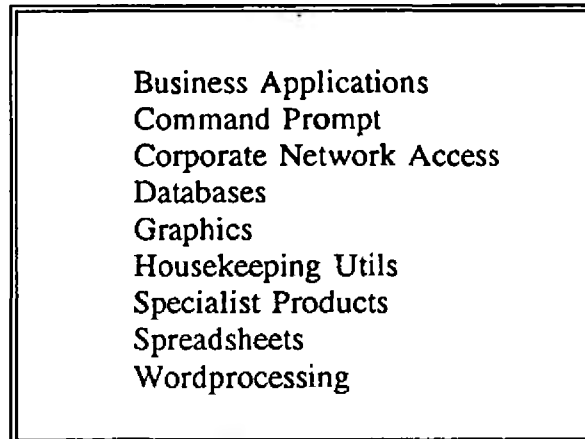 Business Applications
Command Prompt
Corporate Network Access
Databases
Graphics
Housekeeping Utils
Specialist Products
Spreadsheets
Wordprocessing